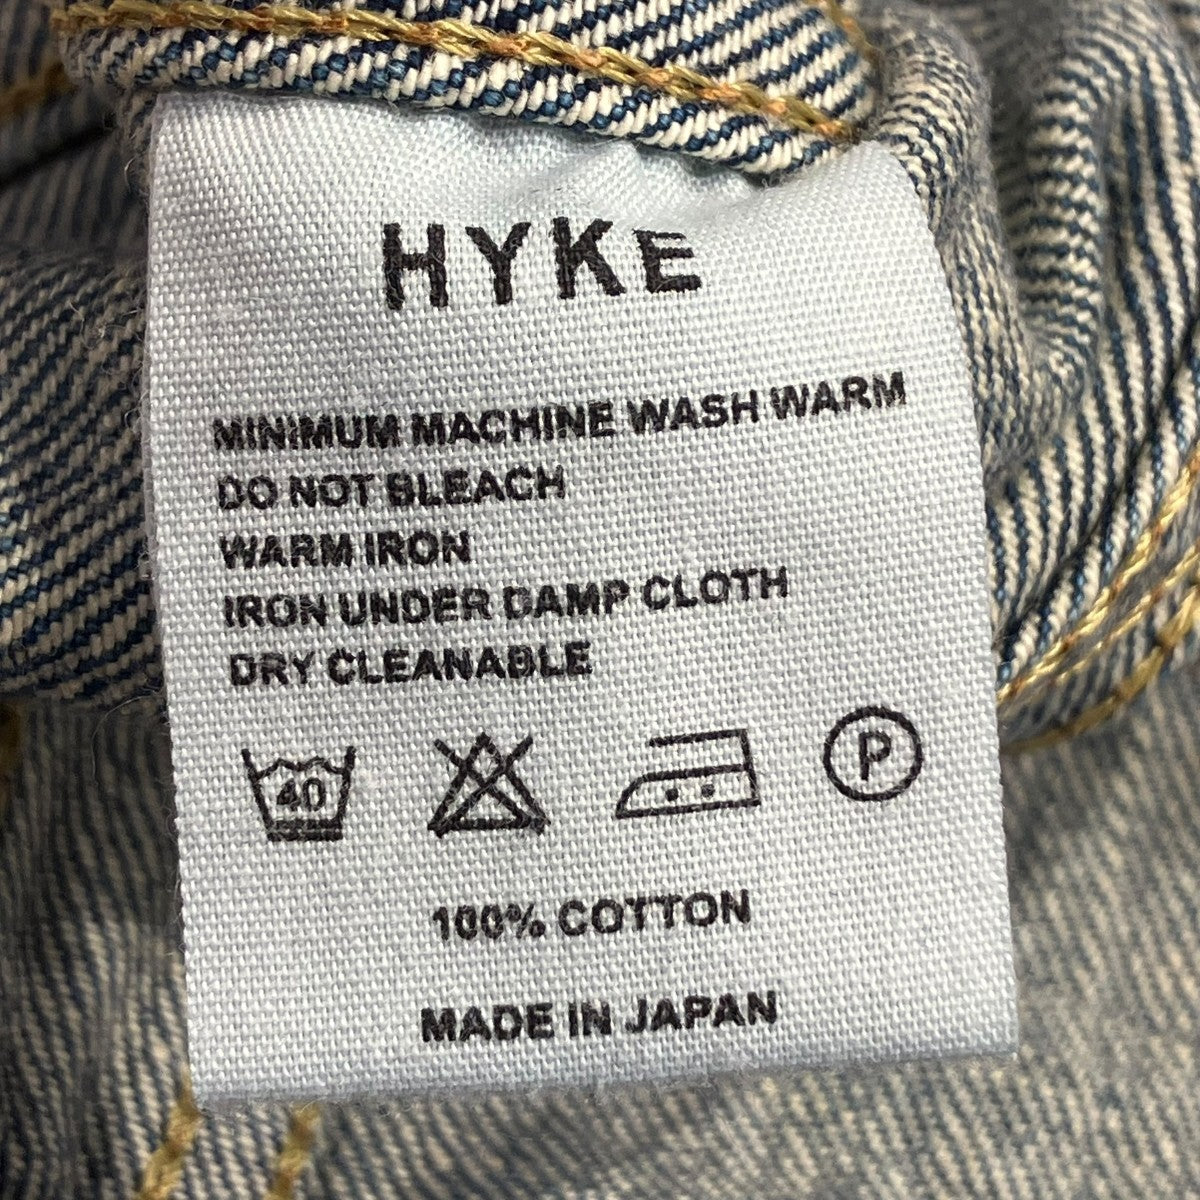 HYKE
MINIMUM MACHINE WASH WARM
DO NOT BLEACH
WARM IRON
IRON UNDER DAMP CLOTH
DRY CLEANABLE
40 P
100% COTTON
MADE IN JAPAN